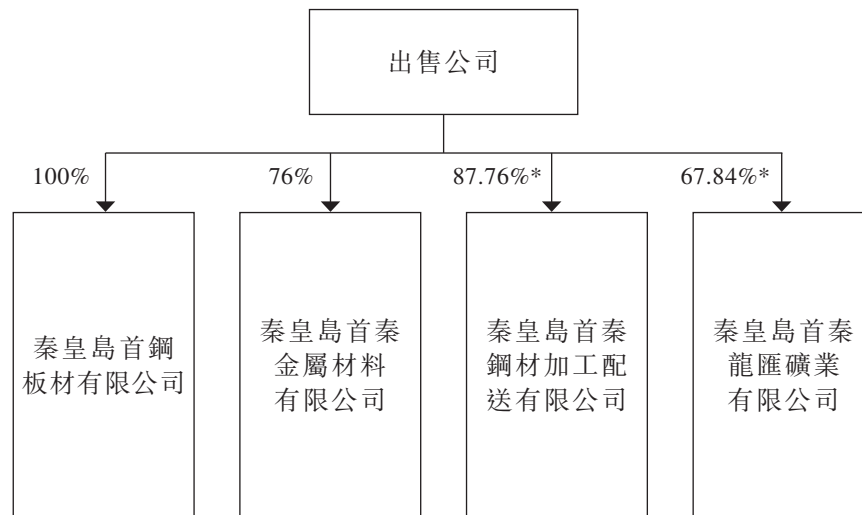 出售公司
100%
76%
87.76%*
67.84%*
秦皇島首鋼
板材有限公司
秦皇島首秦
金屬材料
有限公司
秦皇島首秦
鋼材加工配
送有限公司
秦皇島首秦
龍匯礦業
有限公司